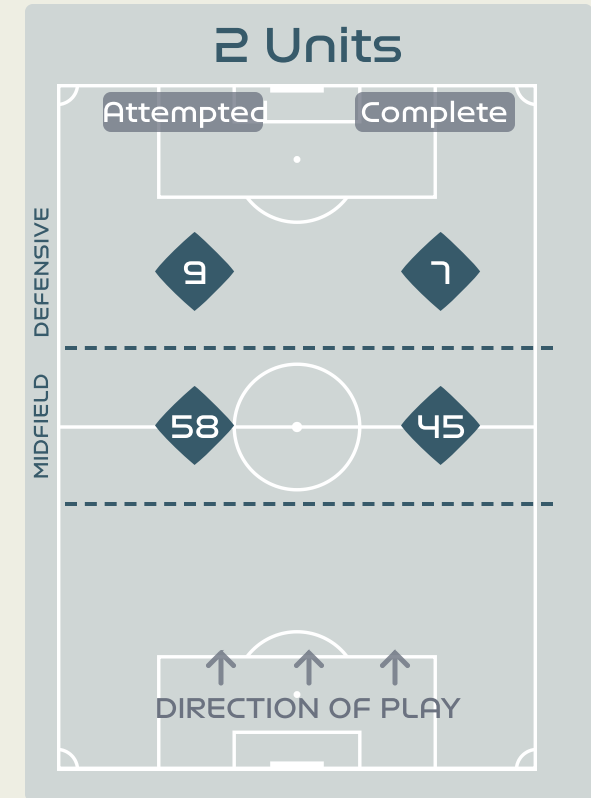 2 Units
Attempted Complete
DEFENSIVE
9 7
MIDFIELD
58 45
DIRECTION OF PLAY